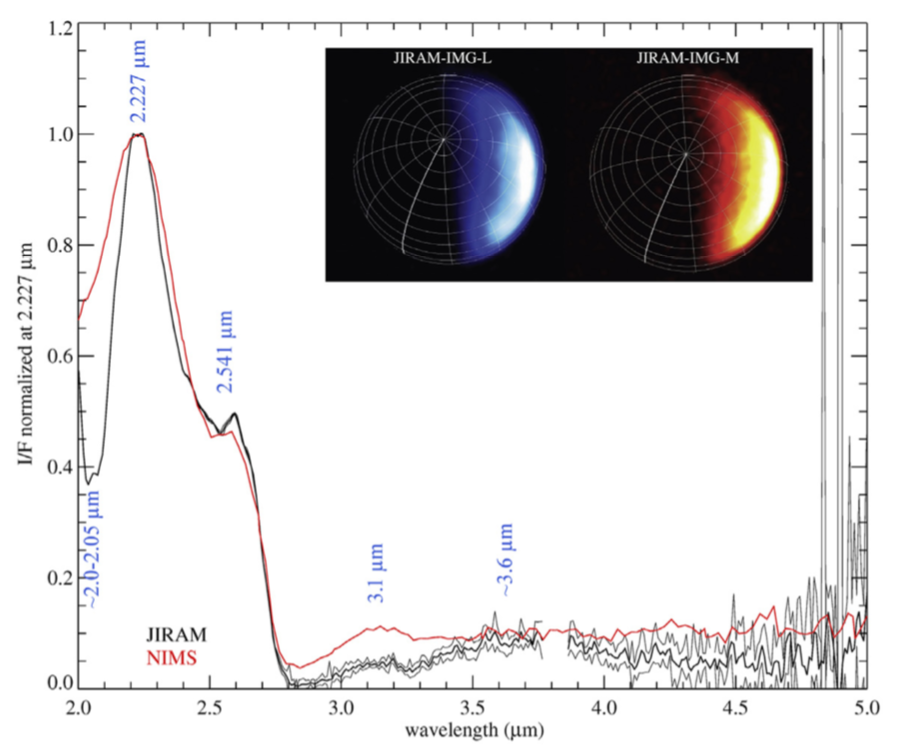 1.2
1.0
0.8
0.6
0.4
0.2
0.0
I/F normalized at 2.227 μm
2.227 μm
2.541 μm
~2.0-2.05 μm
3.1 μm
~3.6 μm
JIRAM-IMG-L
JIRAM-IMG-M
JIRAM
NIMS
2.0 2.5 3.0 3.5 4.0 4.5 5.0
wavelength (μm)